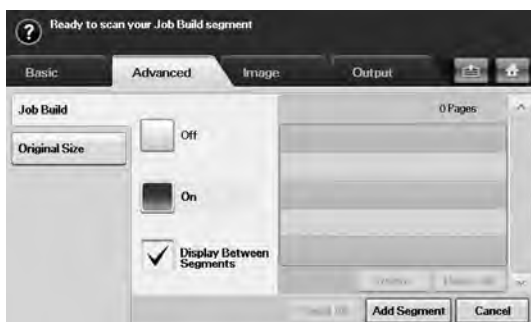 ? Ready to scan your Job Build segment
Basic Advanced Image Output
Job Build 0 Pages
Off
Original Size
On
Display Between
Segments
Add Segment Cancel